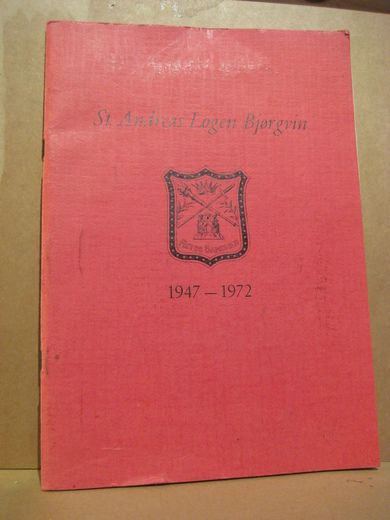 St. Andreas Logen Bjørgvin
1947 – 1972